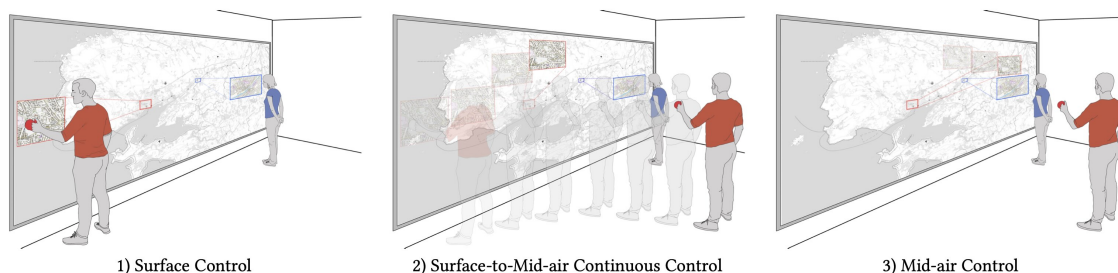 1) Surface Control
2) Surface-to-Mid-air Continuous Control
3) Mid-air Control